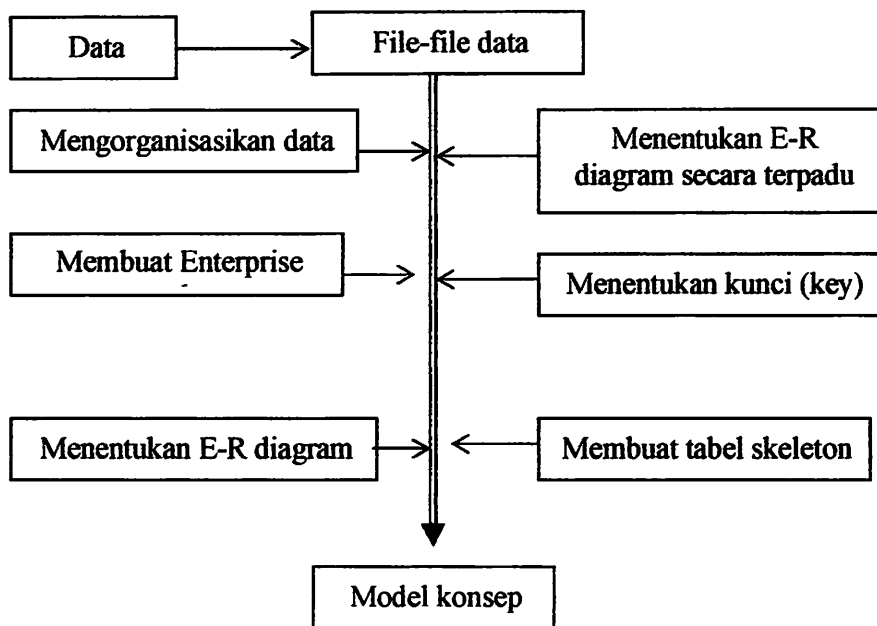 Data
File-file data
Mengorganisasikan data
Menentukan E-R
diagram secara terpadu
Membuat Enterprise
Menentukan kunci (key)
Menentukan E-R diagram
Membuat tabel skeleton
Model konsep